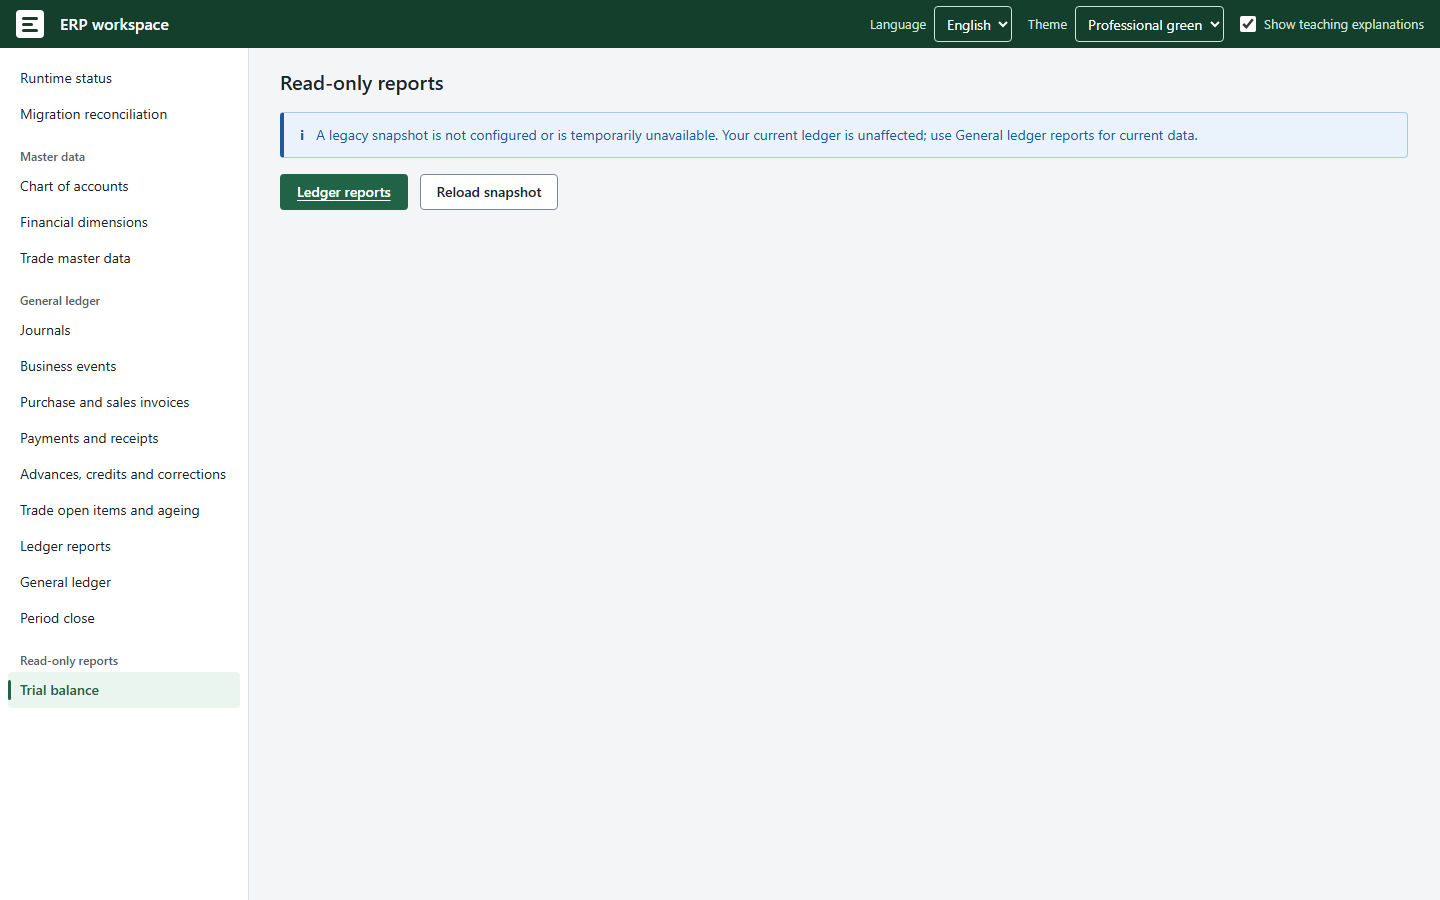 ERP workspace
Language
English
Theme
Professional green
Show teaching explanations
Runtime status
Migration reconciliation
Master data
Chart of accounts
Financial dimensions
Trade master data
General ledger
Journals
Business events
Purchase and sales invoices
Payments and receipts
Advances, credits and corrections
Trade open items and ageing
Ledger reports
General ledger
Period close
Read-only reports
Trial balance
Read-only reports
i A legacy snapshot is not configured or is temporarily unavailable. Your current ledger is unaffected; use General ledger reports for current data.
Ledger reports
Reload snapshot